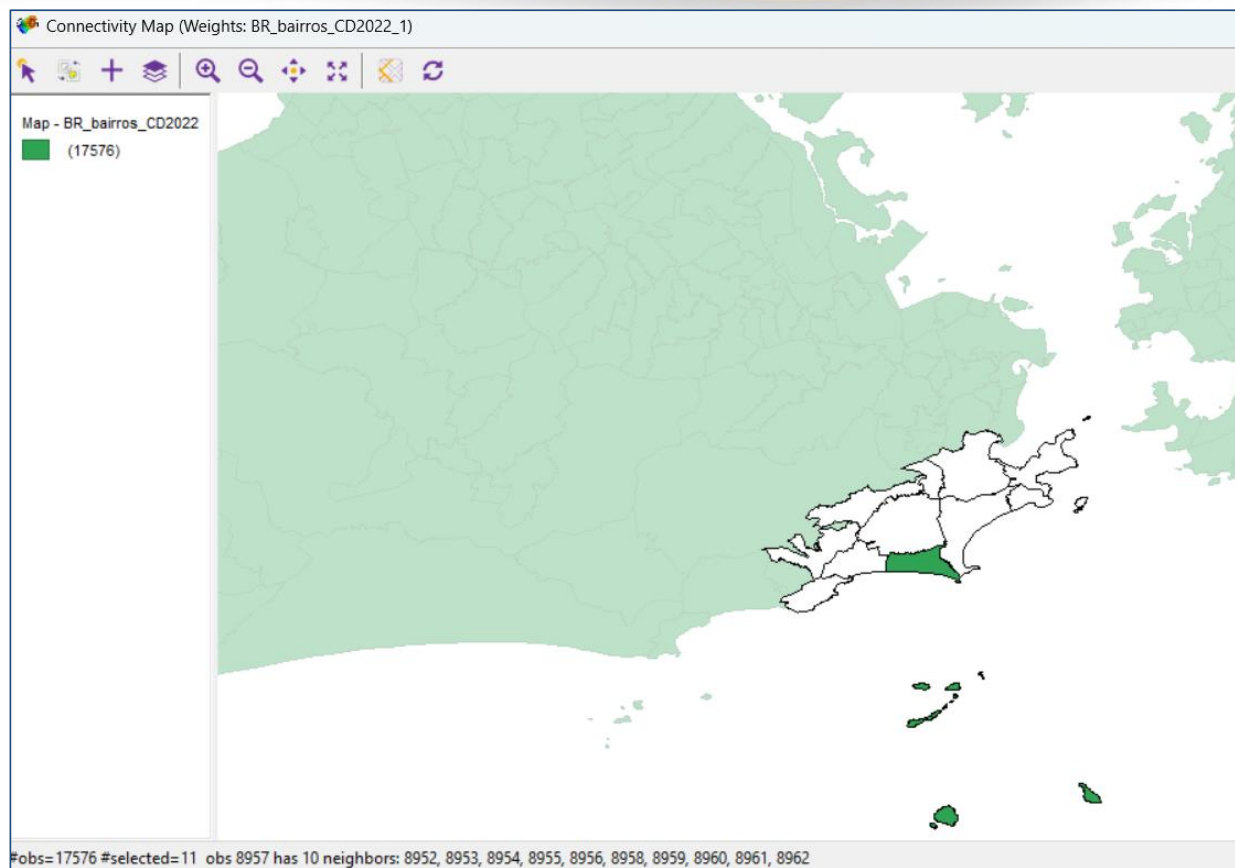 Connectivity Map (Weights: BR_bairros_CD2022_1)
Map - BR_bairros_CD2022
(17576)
#obs=17576 #selected=11 obs 8957 has 10 neighbors: 8952, 8953, 8954, 8955, 8956, 8958, 8959, 8960, 8961, 8962